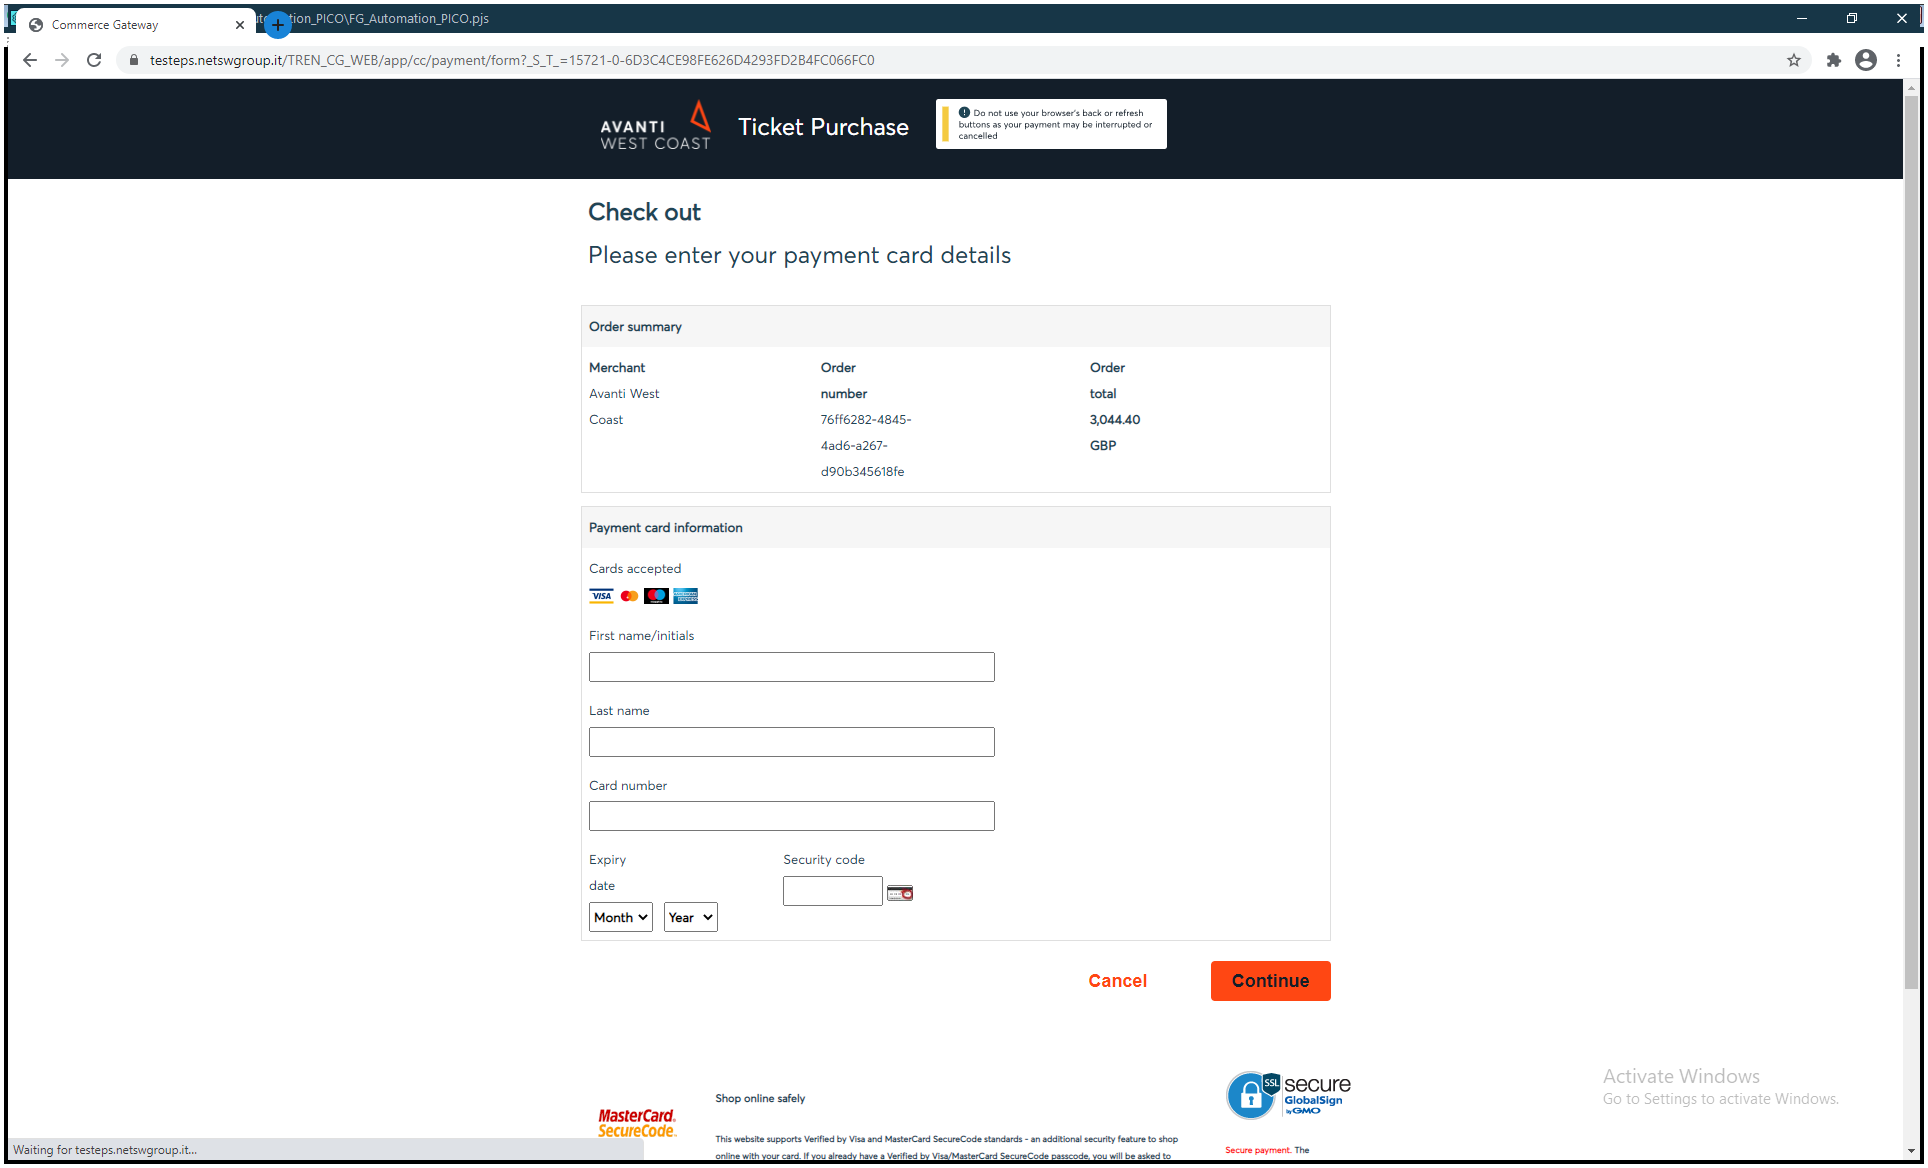 Commerce Gateway
tomation_PICO\FG_Automation_PICO.pjs
testeps.netswgroup.it/TREN_CG_WEB/app/cc/payment/form?_S_T_=15721-0-6D3C4CE98FE626D4293FD2B4FC066FC0
AVANTI
WEST COAST
Ticket Purchase
Do not use your browser's back or refresh
buttons as your payment may be interrupted or
cancelled
Check out
Please enter your payment card details
Order summary
Merchant
Avanti West
Coast
Order
number
76ff6282-4845-
4ad6-a267-
d90b345618fe
Order
total
3,044.40
GBP
Payment card information
Cards accepted
VISA
First name/initials
Last name
Card number
Expiry
date
Month
Year
Security code
Cancel
Continue
MasterCard.
SecureCode.
Shop online safely
This website supports Verified by Visa and MasterCard SecureCode standards - an additional security feature to shop
online with your card. If you already have a Verified by Visa/MasterCard SecureCode passcode, you will be asked to
SSL
secure
GlobalSign
by GMO
Secure payment. The
Activate Windows
Go to Settings to activate Windows.
Waiting for testeps.netswgroup.it...